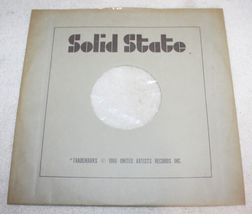 Solid State
*TRADEMARKS © 1966 UNITED ARTISTS RECORDS INC.